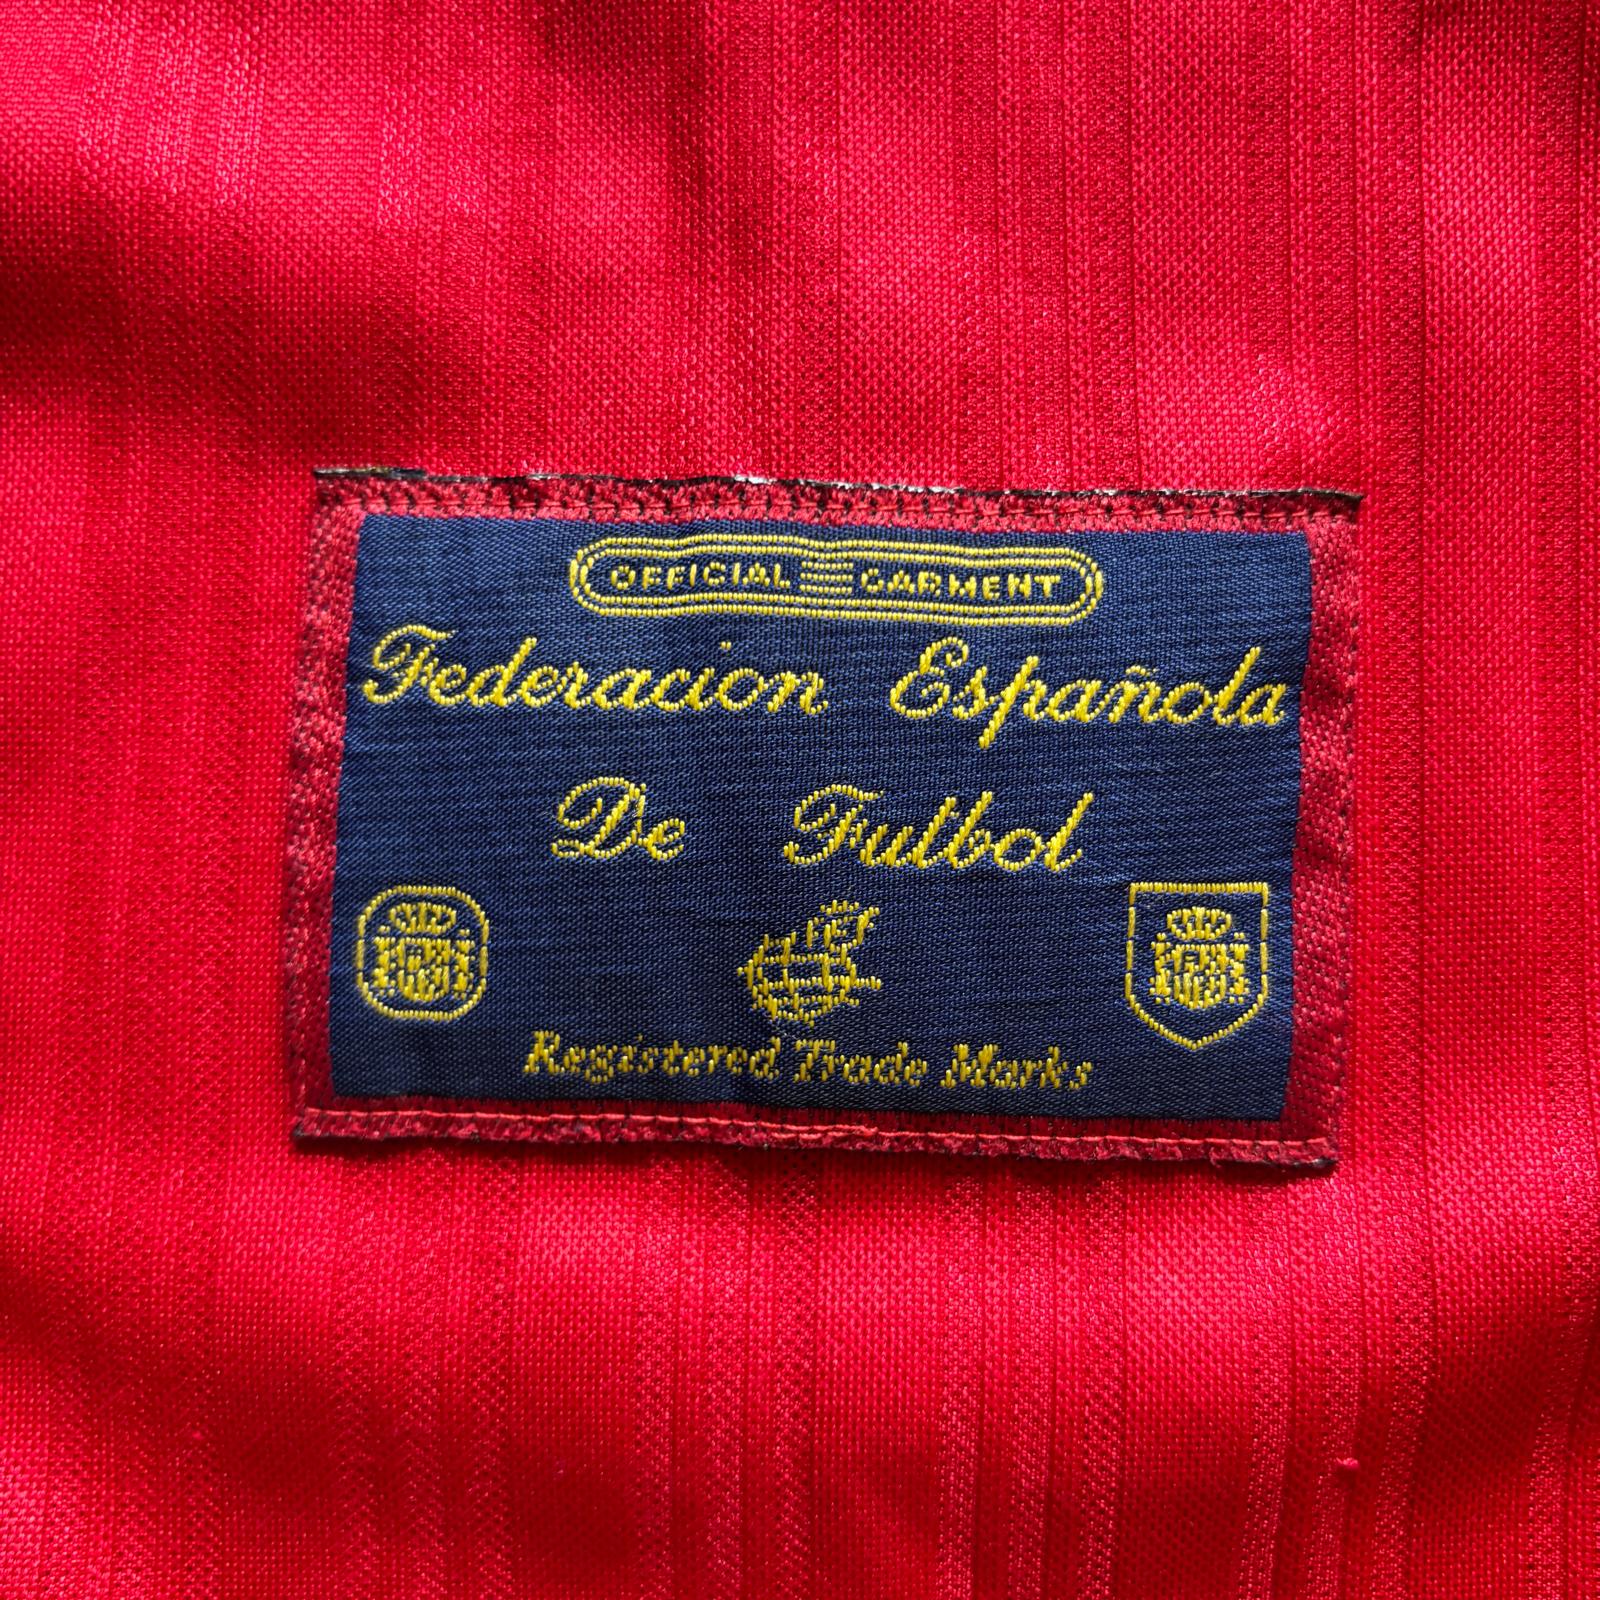 OFFICIAL GARMENT
Federacion Española
De Futbol
Registered Trade Marks